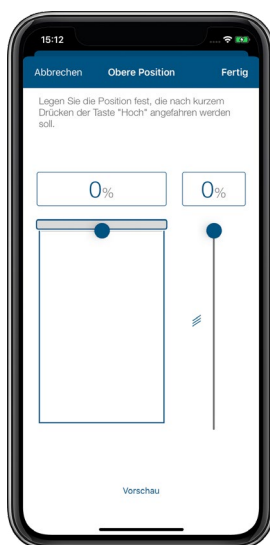 15:12
Abbrechen Obere Position Fertig
Legen Sie die Position fest, die nach kurzem
Drücken der Taste "Hoch" angefahren werden
soll.
0% 0%
Vorschau